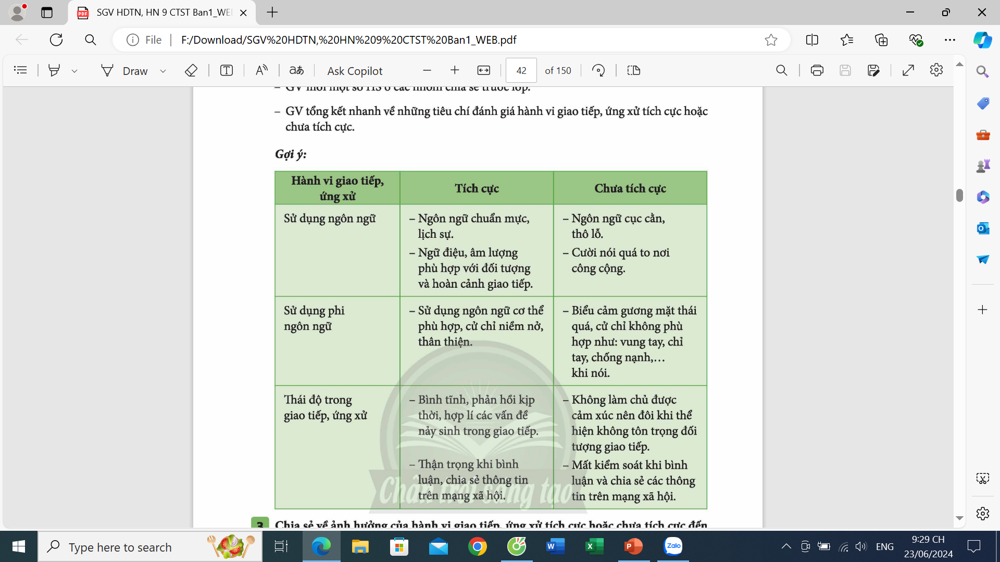 SGV HDTN, HN 9 CTST Ban1_WEB
File
F:/Download/SGV%20HDTN,%20HN%209%20CTST%20Ban1_WEB.pdf
Draw
Ask Copilot
42 of 150
– GV mời một số HS ở các nhóm chia sẻ trước lớp.
– GV tổng kết nhanh về những tiêu chí đánh giá hành vi giao tiếp, ứng xử tích cực hoặc
chưa tích cực.
Gợi ý:
Hành vi giao tiếp,
ứng xử
Tích cực
Chưa tích cực
Sử dụng ngôn ngữ
– Ngôn ngữ chuẩn mực,
lịch sự.
– Ngữ điệu, âm lượng
phù hợp với đối tượng
và hoàn cảnh giao tiếp.
– Ngôn ngữ cục cằn,
thô lỗ.
– Cười nói quá to nơi
công cộng.
Sử dụng phi
ngôn ngữ
– Sử dụng ngôn ngữ cơ thể
phù hợp, cử chỉ niềm nở,
thân thiện.
– Biểu cảm gương mặt thái
quá, cử chỉ không phù
hợp như: vung tay, chỉ
tay, chống nạnh,…
khi nói.
Thái độ trong
giao tiếp, ứng xử
– Bình tĩnh, phản hồi kịp
thời, hợp lí các vấn đề
nảy sinh trong giao tiếp.
– Thận trọng khi bình
luận, chia sẻ thông tin
trên mạng xã hội.
– Không làm chủ được
cảm xúc nên đôi khi thể
hiện không tôn trọng đối
tượng giao tiếp.
– Mất kiểm soát khi bình
luận và chia sẻ các thông
tin trên mạng xã hội.
Chân trời sáng tạo
3 Chia sẻ về ảnh hưởng của hành vi giao tiếp, ứng xử tích cực hoặc chưa tích cực đến
Type here to search
Zalo
ENG
9:29 CH
23/06/2024